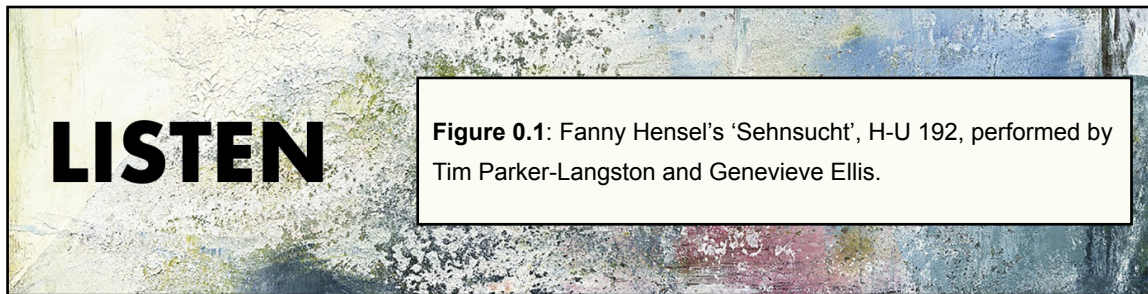 LISTEN
Figure 0.1: Fanny Hensel’s ‘Sehnsucht’, H-U 192, performed by
Tim Parker-Langston and Genevieve Ellis.